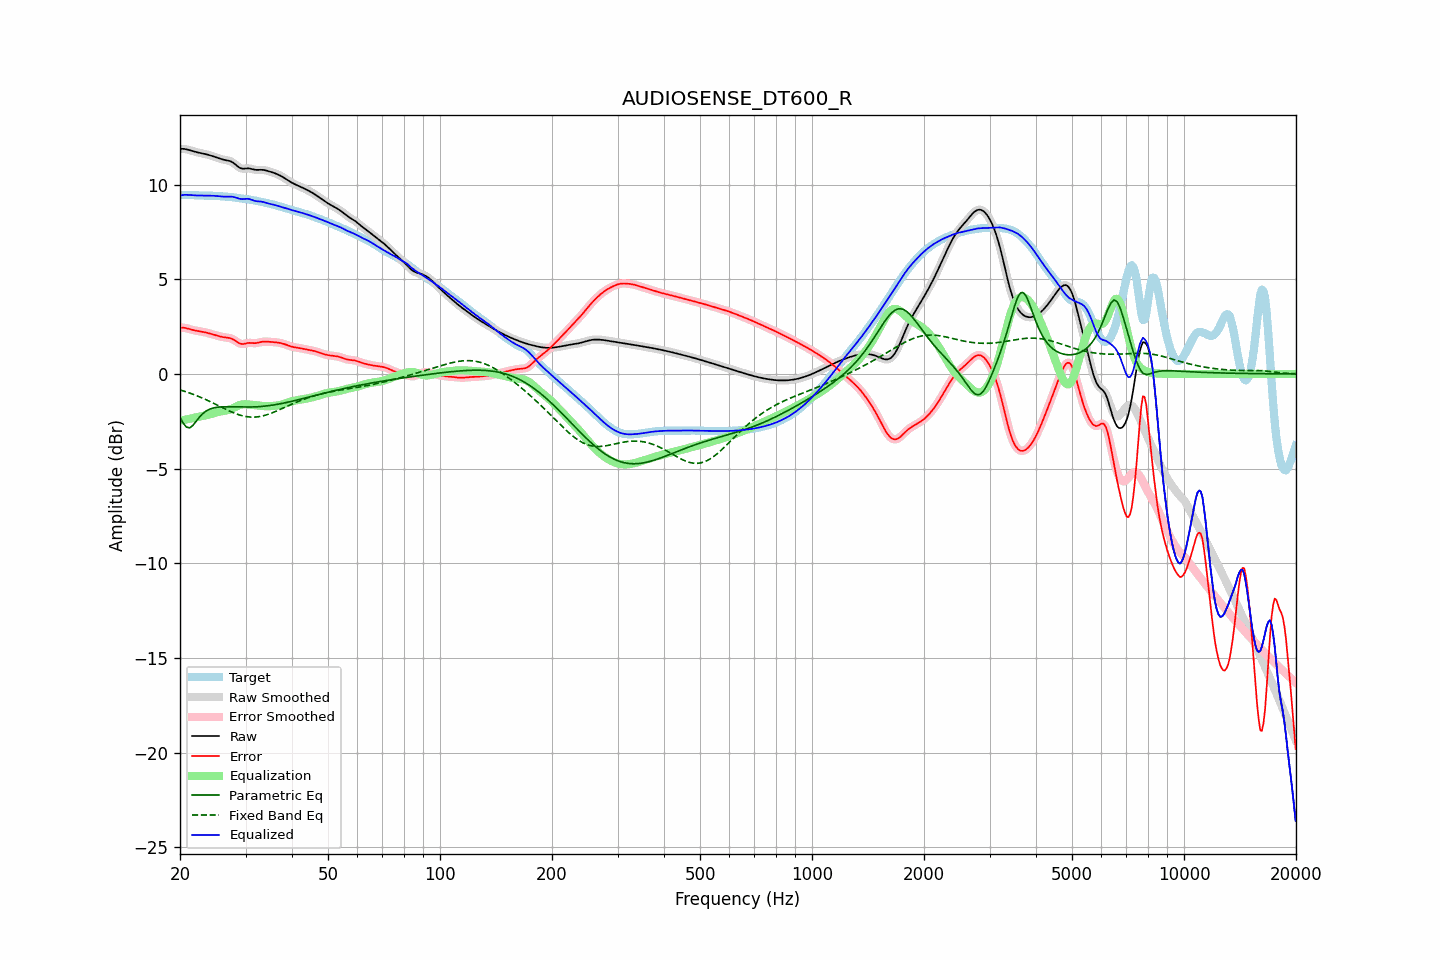 AUDIOSENSE_DT600_R
Amplitude (dBr)
10
5
0
−5
−10
−15
−20
−25
Target
Raw Smoothed
Error Smoothed
Raw
Error
Equalization
Parametric Eq
Fixed Band Eq
Equalized
20 50 100 200 500 1000 2000 5000 10000 20000
Frequency (Hz)